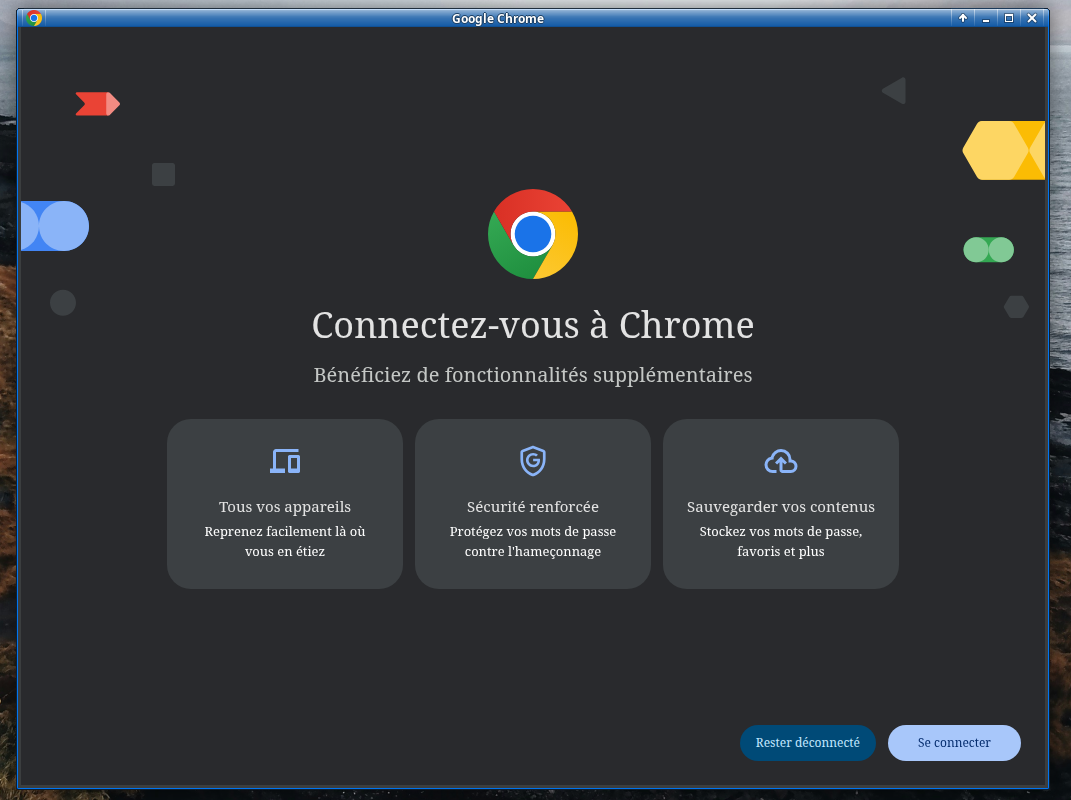 Google Chrome
Connectez-vous à Chrome
Bénéficiez de fonctionnalités supplémentaires
Tous vos appareils
Reprenez facilement là où
vous en étiez
Sécurité renforcée
Protégez vos mots de passe
contre l'hameçonnage
Sauvegarder vos contenus
Stockez vos mots de passe,
favoris et plus
Rester déconnecté
Se connecter